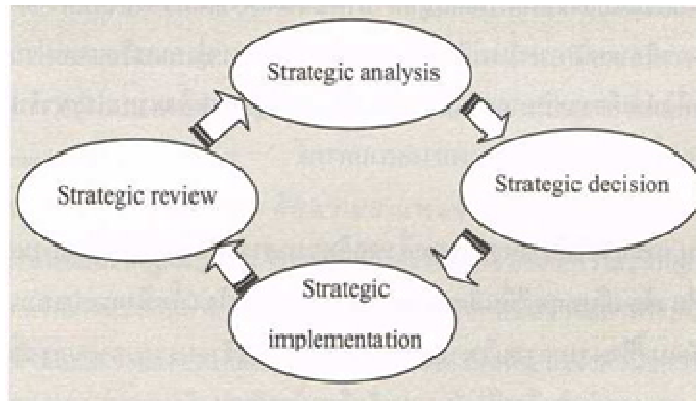 Strategic analysis
Strategic decision
Strategic
implementation
Strategic review